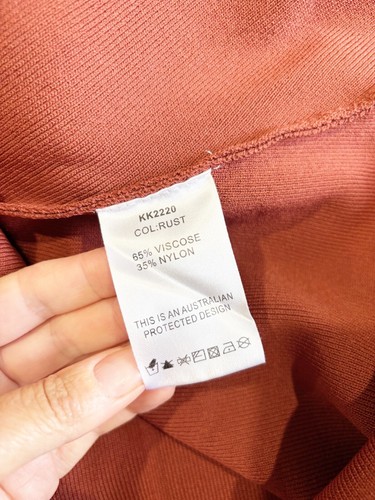 KK2220
COL:RUST
65% VISCOSE
35% NYLON
THIS IS AN AUSTRALIAN
PROTECTED DESIGN